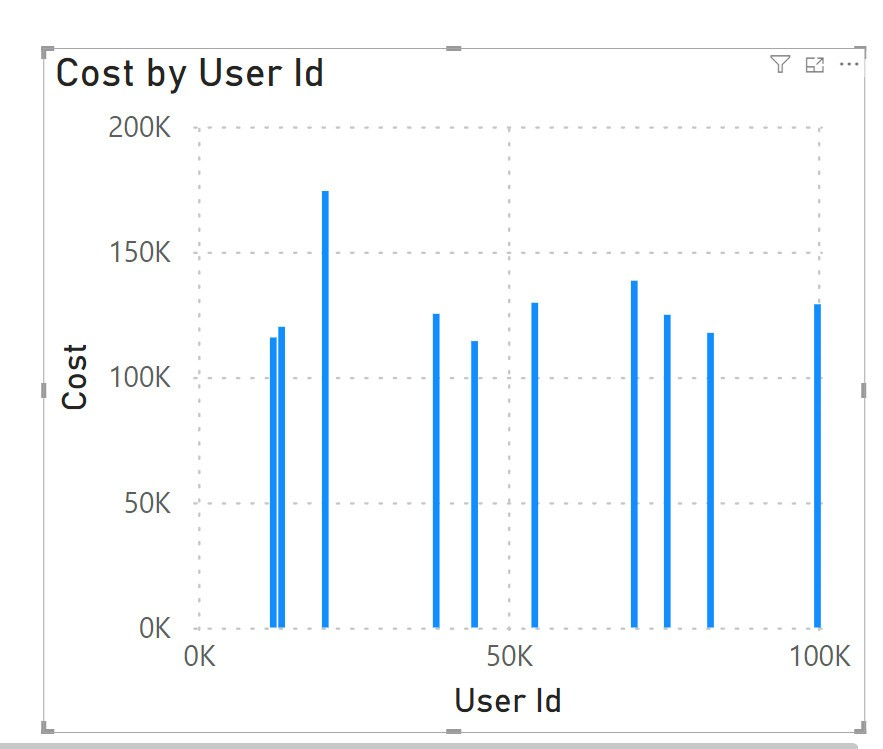 Cost by User Id
200K
150K
100K
50K
0K
Cost
0K 50K 100K
User Id